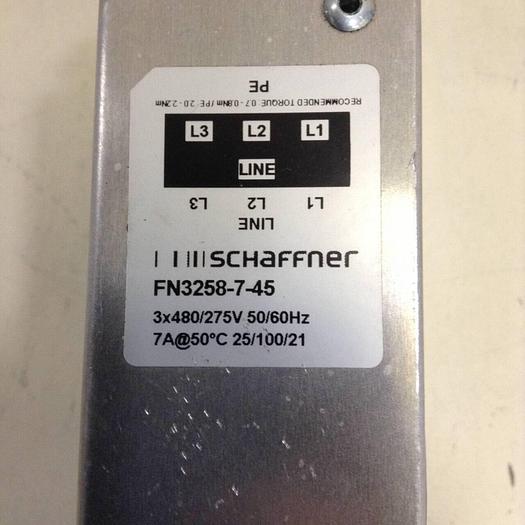 PE
RECOMMENDED TORQUE 0.7-0.8Nm / PE: 2.0-2.2Nm
L3 L2 L1
LINE
L3 L2 L1
LINE
SCHAFFNER
FN3258-7-45
3x480/275V 50/60Hz
7A@50°C 25/100/21